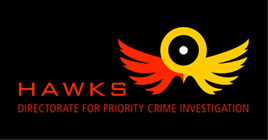 HAWKS
DIRECTORATE FOR PRIORITY CRIME INVESTIGATION